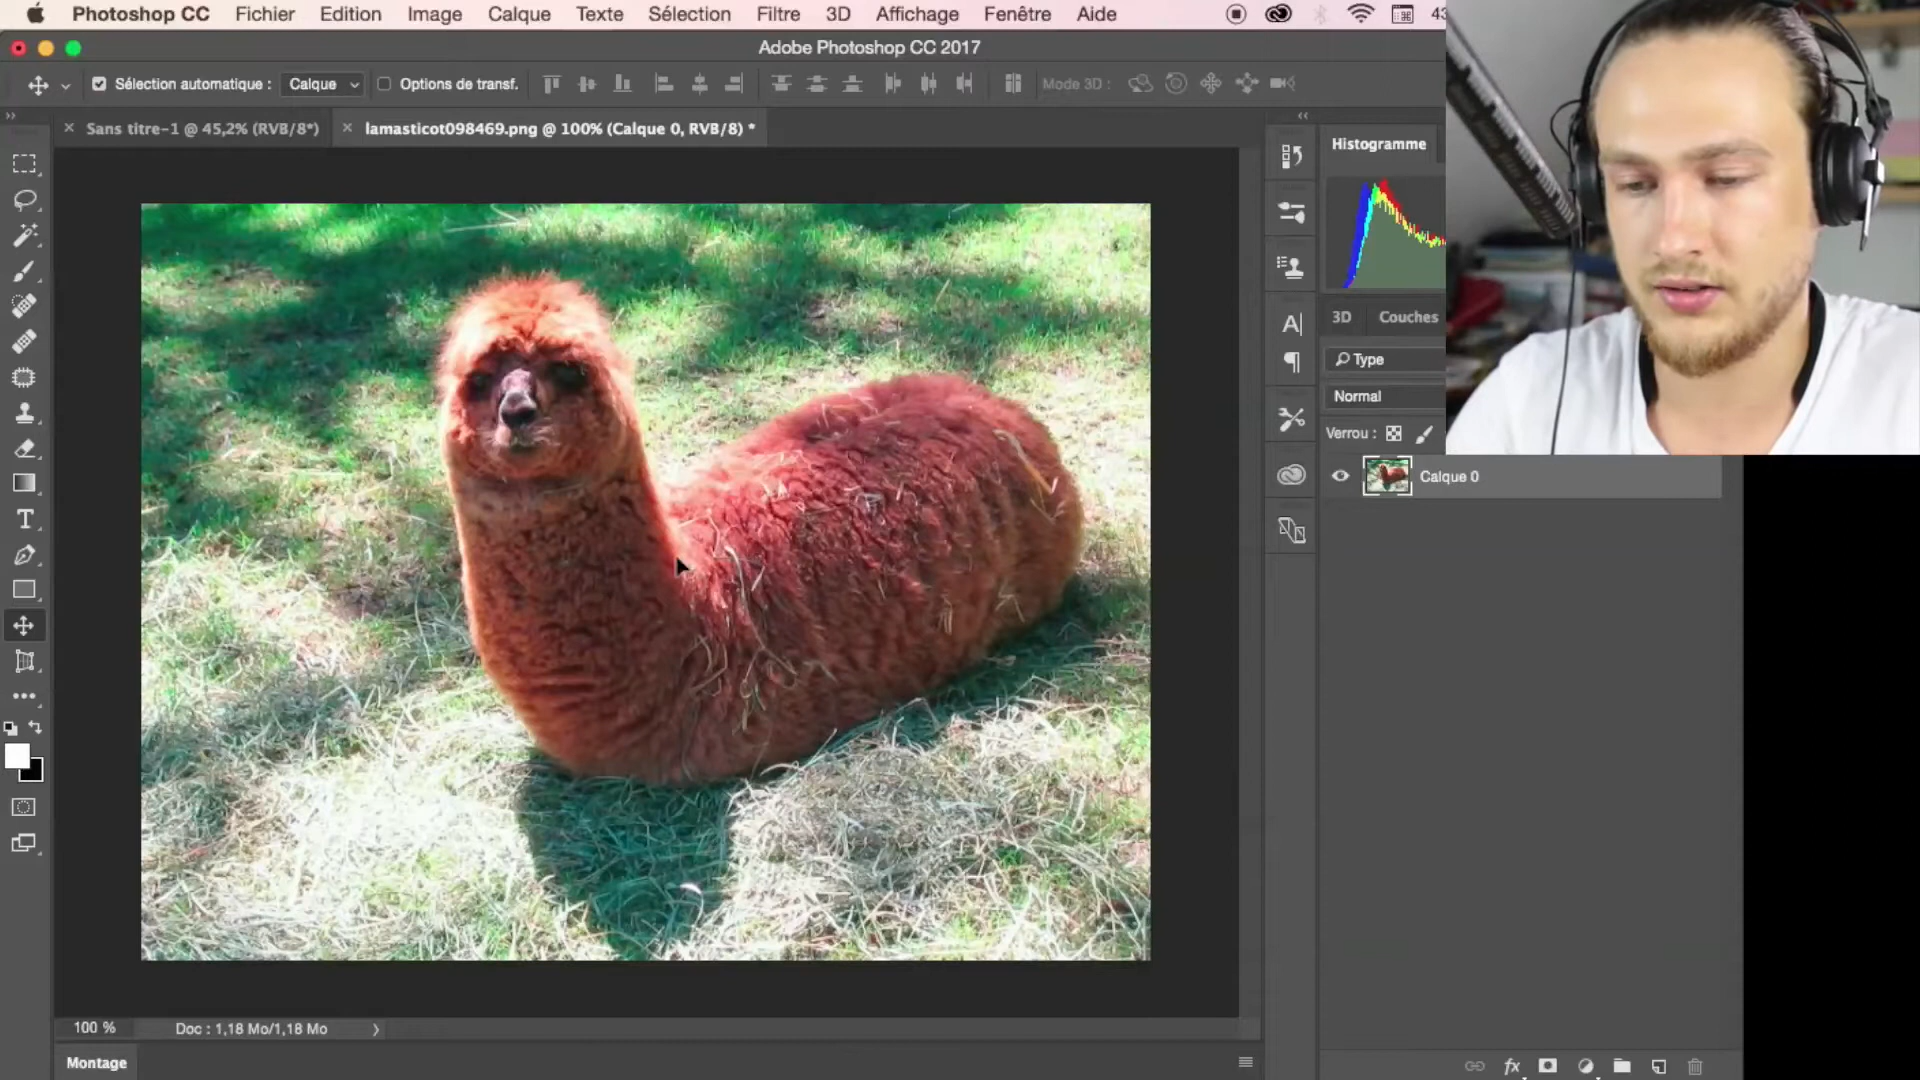 Photoshop CC Fichier Edition Image Calque Texte Sélection Filtre 3D Affichage Fenêtre Aide
Adobe Photoshop CC 2017
Sélection automatique : Calque Options de transf. Mode 3D :
Sans titre-1 @ 45,2% (RVB/8*) lamasticot098469.png @ 100% (Calque 0, RVB/8) *
Histogramme
3D Couches
Type
Normal
Verrou :
Calque 0
100 % Doc : 1,18 Mo/1,18 Mo
Montage
fx